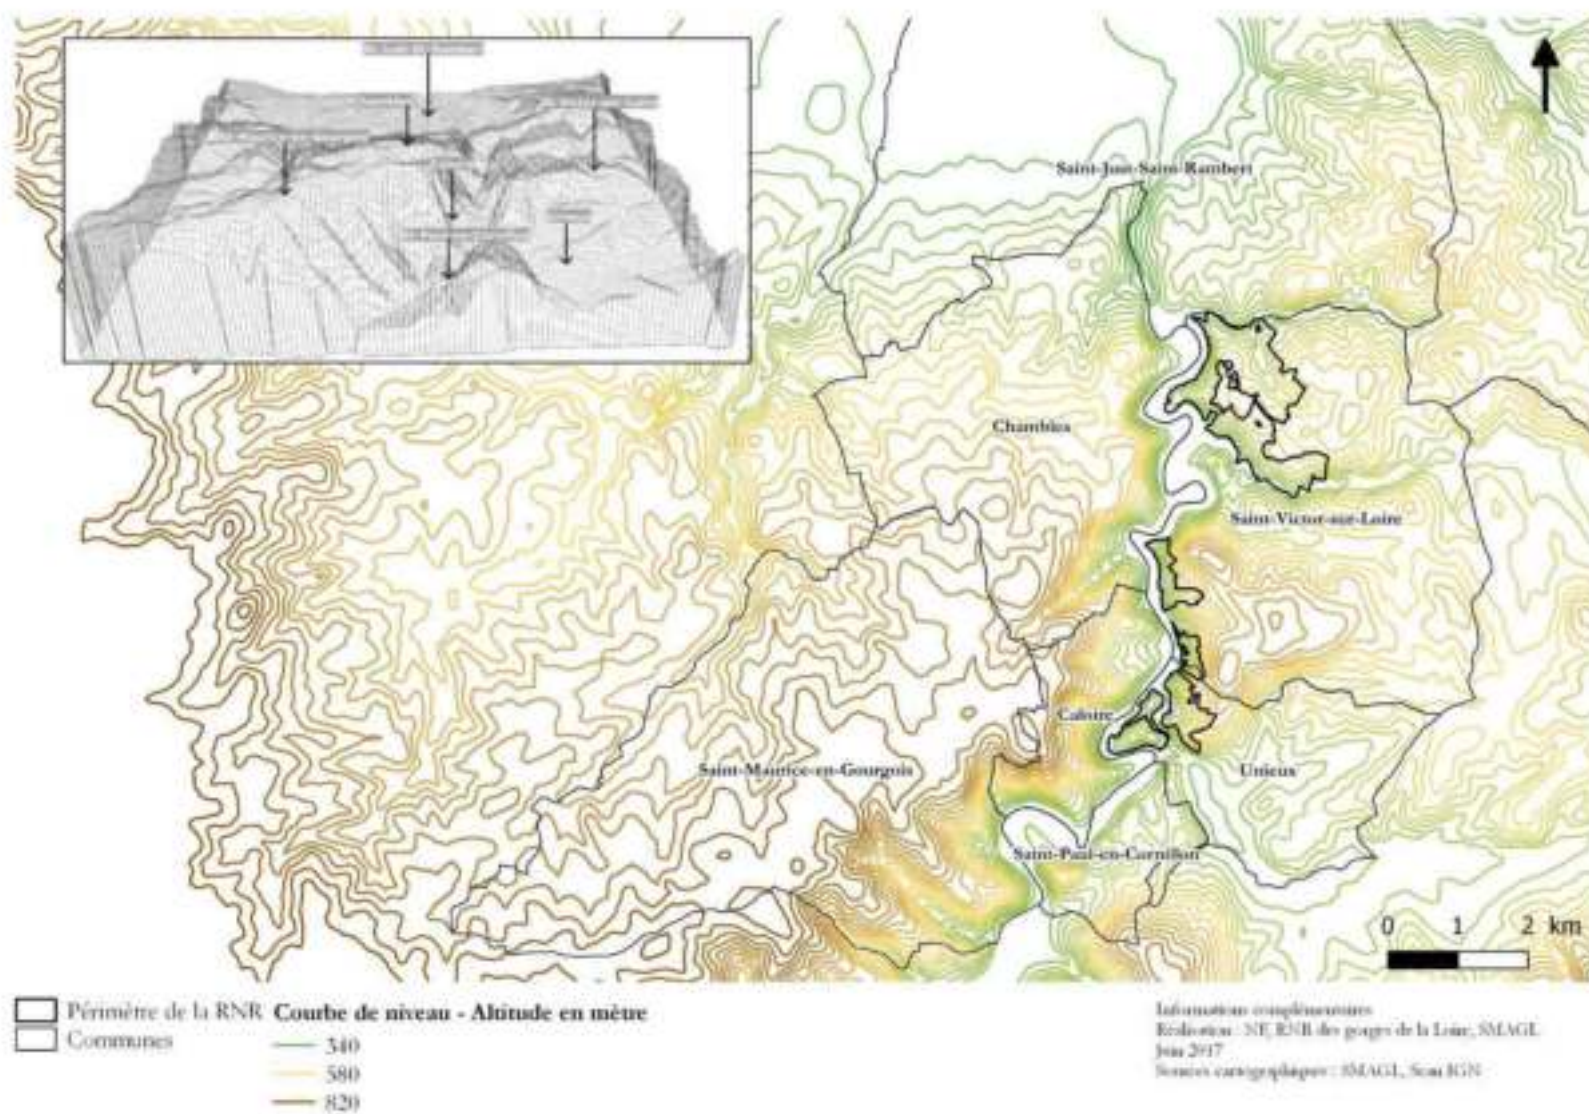 Saint-Just-Saint-Rambert
Chambles
Saint-Victor-sur-Loire
Caloire
Saint-Maurice-en-Gourgois
Unieux
Saint-Paul-en-Cornillon
0 1 2 km
Périmètre de la RNR
Communes
Courbe de niveau - Altitude en mètre
340
580
820
Informations complémentaires
Réalisation : NF, RNR des gorges de la Loire, SMAGL
Juin 2017
Sources cartographiques : SMAGL, Scan IGN